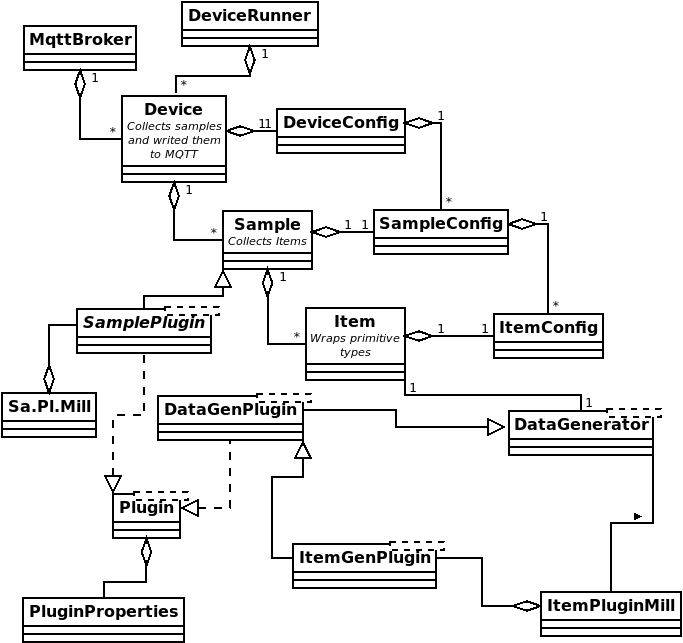 DeviceRunner
MqttBroker
1
1
*
*
Device
Collects samples
and writed them
to MQTT
11
DeviceConfig
1
1
*
*
Sample
Collects Items
1 1
SampleConfig
1
1
*
*
SamplePlugin
Item
Wraps primitive
types
1 1
ItemConfig
1
1
Sa.Pl.Mill
DataGenPlugin
DataGenerator
Plugin
ItemGenPlugin
PluginProperties
ItemPluginMill